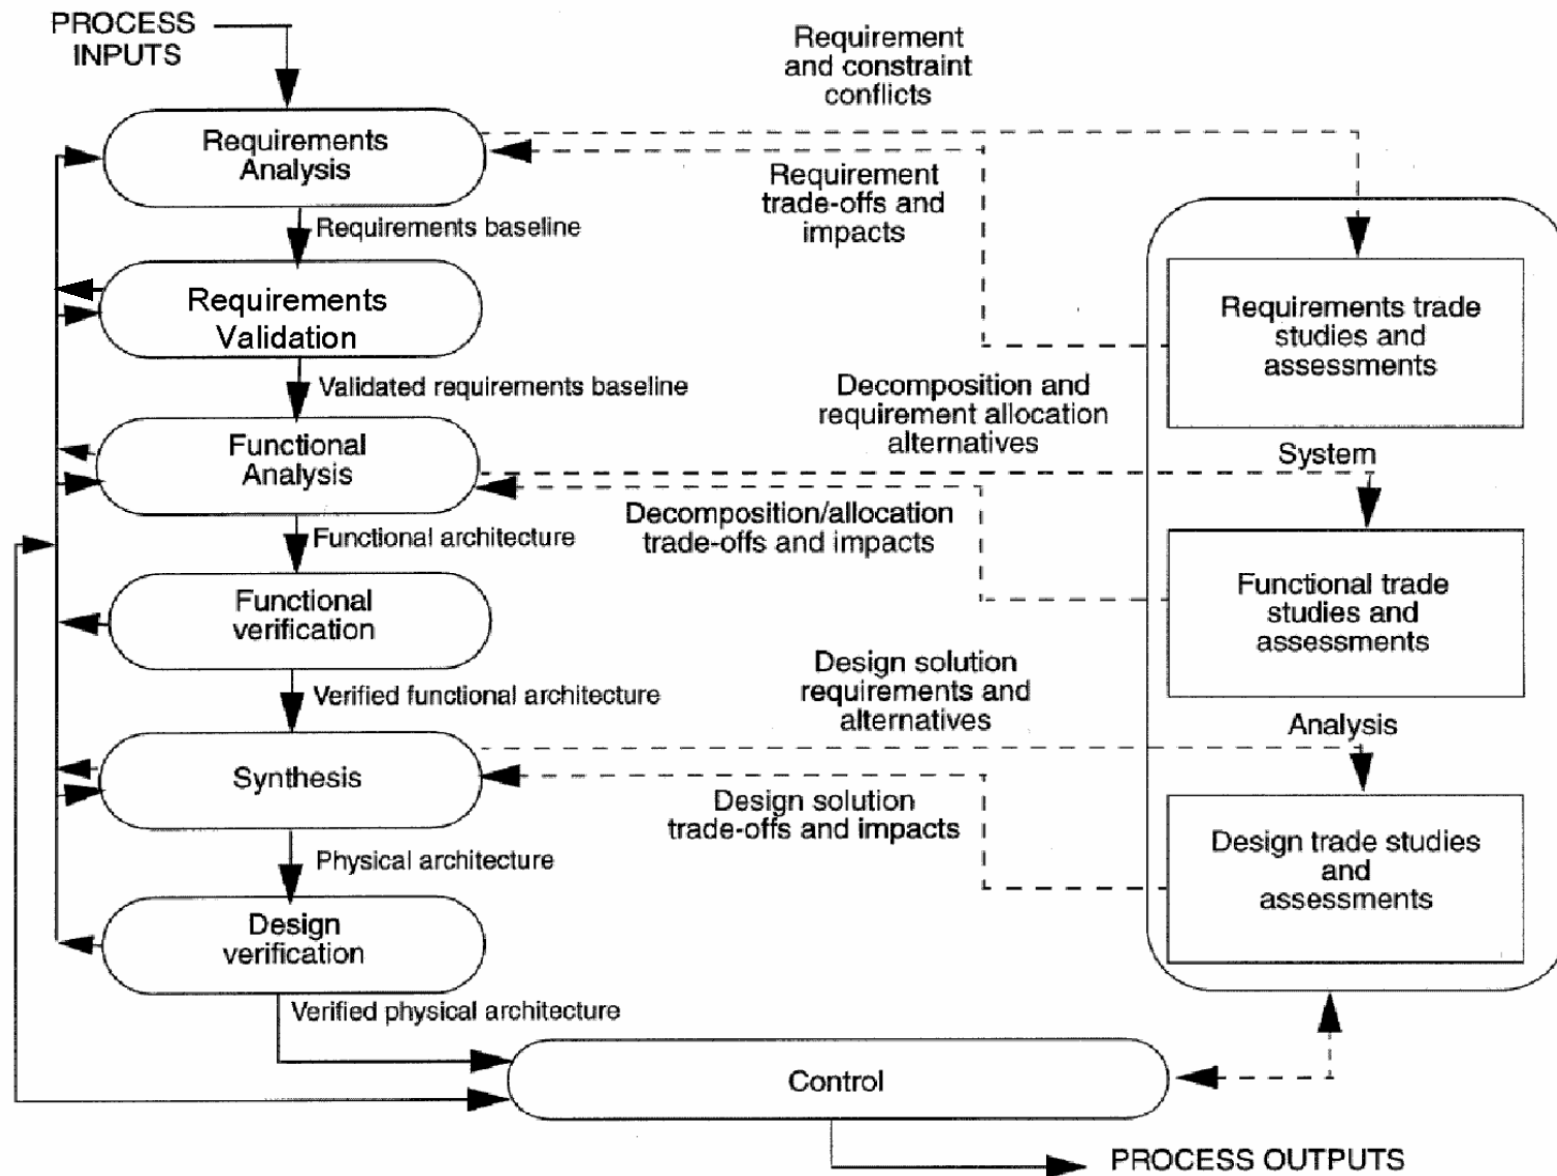 PROCESS
INPUTS
Requirement
and constraint
conflicts
Requirements
Analysis
Requirement
trade-offs and
impacts
Requirements baseline
Requirements
Validation
Requirements trade
studies and
assessments
Validated requirements baseline
Decomposition and
requirement allocation
alternatives
Functional
Analysis
System
Decomposition/allocation
trade-offs and impacts
Functional architecture
Functional
verification
Functional trade
studies and
assessments
Design solution
requirements and
alternatives
Verified functional architecture
Analysis
Synthesis
Design solution
trade-offs and impacts
Design trade studies
and
assessments
Physical architecture
Design
verification
Verified physical architecture
Control
PROCESS OUTPUTS